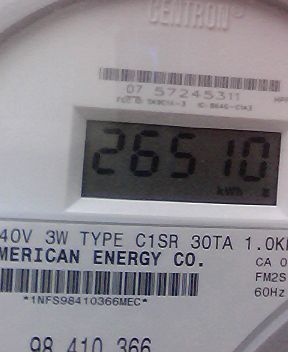 CENTRON®
07 57245311
26510
kWh
40V 3W TYPE C1SR 30TA 1.0K
MERICAN ENERGY CO.
CA 0
FM2S
60Hz
*1NFS98410366MEC*
98 410 366